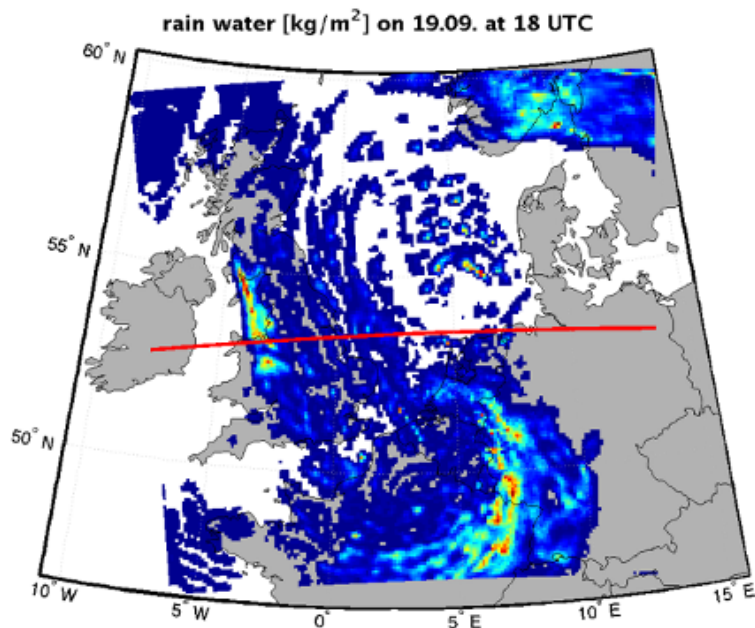 rain water [kg/m²] on 19.09. at 18 UTC
60° N
55° N
50° N
10° W
5° W
0°
5° E
10° E
15° E